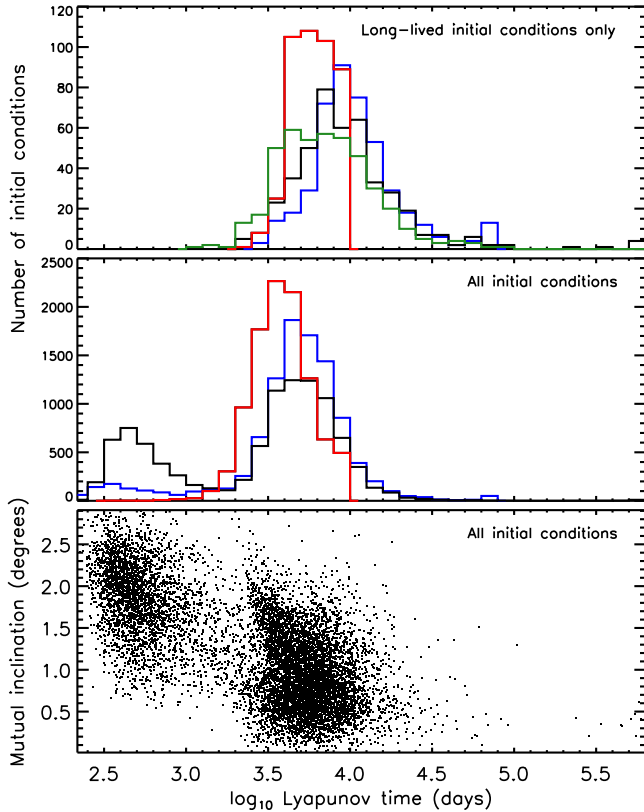 Number of initial conditions
120
100
80
60
40
20
0
Long-lived initial conditions only
2500
2000
1500
1000
500
0
All initial conditions
Mutual inclination (degrees)
2.5
2.0
1.5
1.0
0.5
All initial conditions
2.5 3.0 3.5 4.0 4.5 5.0 5.5
log₁₀ Lyapunov time (days)